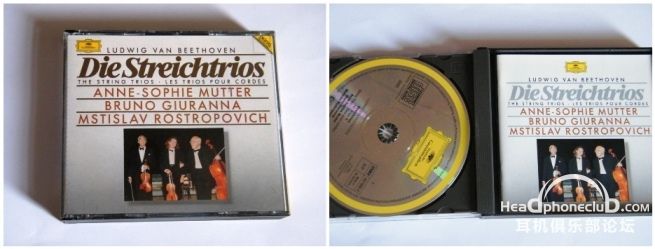 LUDWIG VAN BEETHOVEN
Die Streichtrios
THE STRING TRIOS · LES TRIOS POUR CORDES
ANNE-SOPHIE MUTTER
BRUNO GIURANNA
MSTISLAV ROSTROPOVICH
LUDWIG VAN BEETHOVEN
Die Streichtrios
THE STRING TRIOS · LES TRIOS POUR CORDES
ANNE-SOPHIE MUTTER
BRUNO GIURANNA
MSTISLAV ROSTROPOVICH
Headphoneclub.com
耳机俱乐部论坛